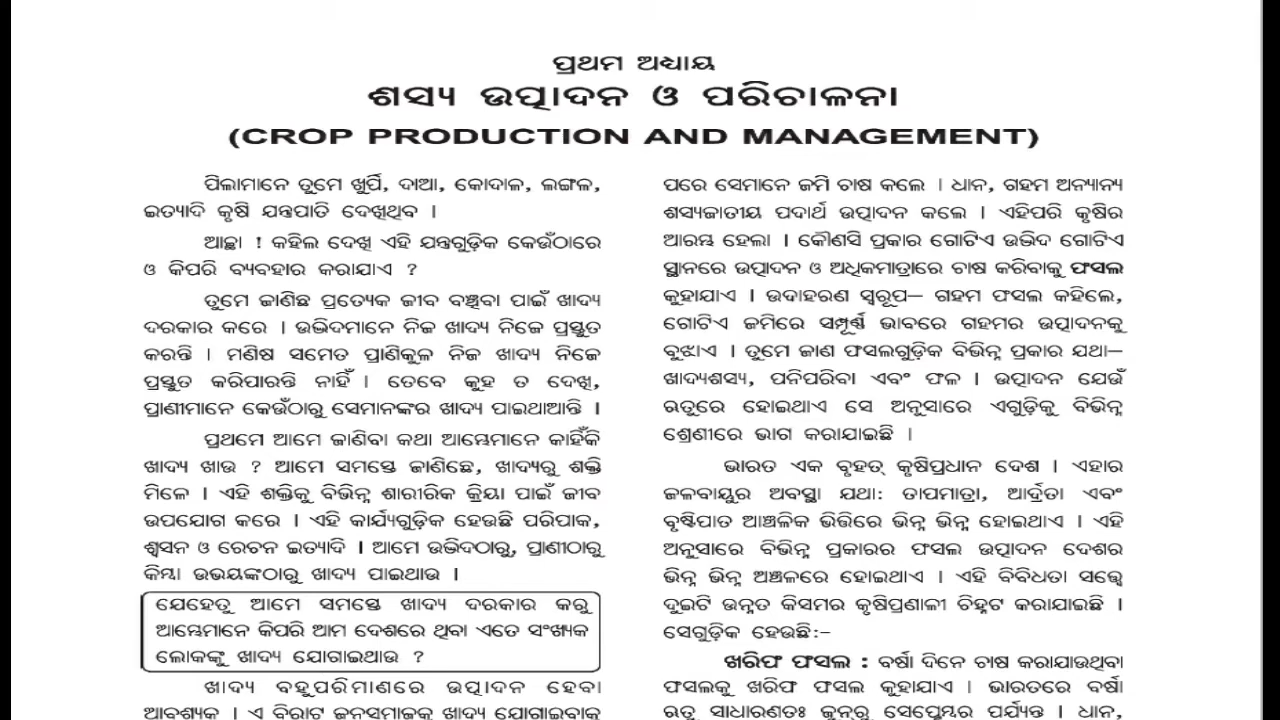 ପ୍ରଥମ ଅଧ୍ୟାୟ
ଶସ୍ୟ ଉତ୍ପାଦନ ଓ ପରିଚାଳନା
(CROP PRODUCTION AND MANAGEMENT)
ପିଲାମାନେ ତୁମେ ଖୁର୍ପି, ଦାଆ, କୋଦାଳ, ଲଙ୍ଗଳ,
ଇତ୍ୟାଦି କୃଷି ଯନ୍ତ୍ରପାତି ଦେଖିଥିବ ।
ଆଚ୍ଛା ! କହିଲ ଦେଖି ଏହି ଯନ୍ତ୍ରଗୁଡ଼ିକ କେଉଁଠାରେ
ଓ କିପରି ବ୍ୟବହାର କରାଯାଏ ?
ତୁମେ ଜାଣିଛ ପ୍ରତ୍ୟେକ ଜୀବ ବଞ୍ଚିବା ପାଇଁ ଖାଦ୍ୟ
ଦରକାର କରେ । ଉଦ୍ଭିଦମାନେ ନିଜ ଖାଦ୍ୟ ନିଜେ ପ୍ରସ୍ତୁତ
କରନ୍ତି । ମଣିଷ ସମେତ ପ୍ରାଣିକୁଳ ନିଜ ଖାଦ୍ୟ ନିଜେ
ପ୍ରସ୍ତୁତ କରିପାରନ୍ତି ନାହିଁ । ତେବେ କୁହ ତ ଦେଖି,
ପ୍ରାଣୀମାନେ କେଉଁଠାରୁ ସେମାନଙ୍କର ଖାଦ୍ୟ ପାଇଥାଆନ୍ତି ।
ପ୍ରଥମେ ଆମେ ଜାଣିବା କଥା ଆମ୍ଭେମାନେ କାହିଁକି
ଖାଦ୍ୟ ଖାଉ ? ଆମେ ସମସ୍ତେ ଜାଣିଛେ, ଖାଦ୍ୟରୁ ଶକ୍ତି
ମିଳେ । ଏହି ଶକ୍ତିକୁ ବିଭିନ୍ନ ଶାରୀରିକ କ୍ରିୟା ପାଇଁ ଜୀବ
ଉପଯୋଗ କରେ । ଏହି କାର୍ଯ୍ୟଗୁଡ଼ିକ ହେଉଛି ପରିପାକ,
ଶ୍ୱସନ ଓ ରେଚନ ଇତ୍ୟାଦି । ଆମେ ଉଦ୍ଭିଦଠାରୁ, ପ୍ରାଣୀଠାରୁ
କିମ୍ବା ଉଭୟଙ୍କଠାରୁ ଖାଦ୍ୟ ପାଇଥାଉ ।
ଯେହେତୁ ଆମେ ସମସ୍ତେ ଖାଦ୍ୟ ଦରକାର କରୁ
ଆମ୍ଭେମାନେ କିପରି ଆମ ଦେଶରେ ଥିବା ଏତେ ସଂଖ୍ୟକ
ଲୋକଙ୍କୁ ଖାଦ୍ୟ ଯୋଗାଇଥାଉ ?
ଖାଦ୍ୟ ବହୁପରିମାଣରେ ଉତ୍ପାଦନ ହେବା
ଆବଶ୍ୟକ । ଏ ବିରାଟ ଜନସମାଜକୁ ଖାଦ୍ୟ ଯୋଗାଇବାକୁ
ପରେ ସେମାନେ ଜମି ଚାଷ କଲେ । ଧାନ, ଗହମ ଅନ୍ୟାନ୍ୟ
ଶସ୍ୟଜାତୀୟ ପଦାର୍ଥ ଉତ୍ପାଦନ କଲେ । ଏହିପରି କୃଷିର
ଆରମ୍ଭ ହେଲା । କୌଣସି ପ୍ରକାର ଗୋଟିଏ ଉଦ୍ଭିଦ ଗୋଟିଏ
ସ୍ଥାନରେ ଉତ୍ପାଦନ ଓ ଅଧିକମାତ୍ରାରେ ଚାଷ କରିବାକୁ ଫସଲ
କୁହାଯାଏ । ଉଦାହରଣ ସ୍ୱରୂପ– ଗହମ ଫସଲ କହିଲେ,
ଗୋଟିଏ ଜମିରେ ସମ୍ପୂର୍ଣ୍ଣ ଭାବରେ ଗହମର ଉତ୍ପାଦନକୁ
ବୁଝାଏ । ତୁମେ ଜାଣ ଫସଲଗୁଡ଼ିକ ବିଭିନ୍ନ ପ୍ରକାର ଯଥା–
ଖାଦ୍ୟଶସ୍ୟ, ପନିପରିବା ଏବଂ ଫଳ । ଉତ୍ପାଦନ ଯେଉଁ
ଋତୁରେ ହୋଇଥାଏ ସେ ଅନୁସାରେ ଏଗୁଡ଼ିକୁ ବିଭିନ୍ନ
ଶ୍ରେଣୀରେ ଭାଗ କରାଯାଇଛି ।
ଭାରତ ଏକ ବୃହତ୍ କୃଷିପ୍ରଧାନ ଦେଶ । ଏହାର
ଜଳବାୟୁର ଅବସ୍ଥା ଯଥା: ତାପମାତ୍ରା, ଆର୍ଦ୍ରତା ଏବଂ
ବୃଷ୍ଟିପାତ ଆଞ୍ଚଳିକ ଭିତ୍ତିରେ ଭିନ୍ନ ଭିନ୍ନ ହୋଇଥାଏ । ଏହି
ଅନୁସାରେ ବିଭିନ୍ନ ପ୍ରକାରର ଫସଲ ଉତ୍ପାଦନ ଦେଶର
ଭିନ୍ନ ଭିନ୍ନ ଅଞ୍ଚଳରେ ହୋଇଥାଏ । ଏହି ବିବିଧତା ସତ୍ତ୍ୱେ
ଦୁଇଟି ଉନ୍ନତ କିସମର କୃଷିପ୍ରଣାଳୀ ଚିହ୍ନଟ କରାଯାଇଛି ।
ସେଗୁଡ଼ିକ ହେଉଛି:-
ଖରିଫ ଫସଲ : ବର୍ଷା ଦିନେ ଚାଷ କରାଯାଉଥିବା
ଫସଲକୁ ଖରିଫ ଫସଲ କୁହାଯାଏ । ଭାରତରେ ବର୍ଷା
ଋତୁ ସାଧାରଣତଃ ଜୁନ୍‌ରୁ ସେପ୍ଟେମ୍ବର ପର୍ଯ୍ୟନ୍ତ । ଧାନ,